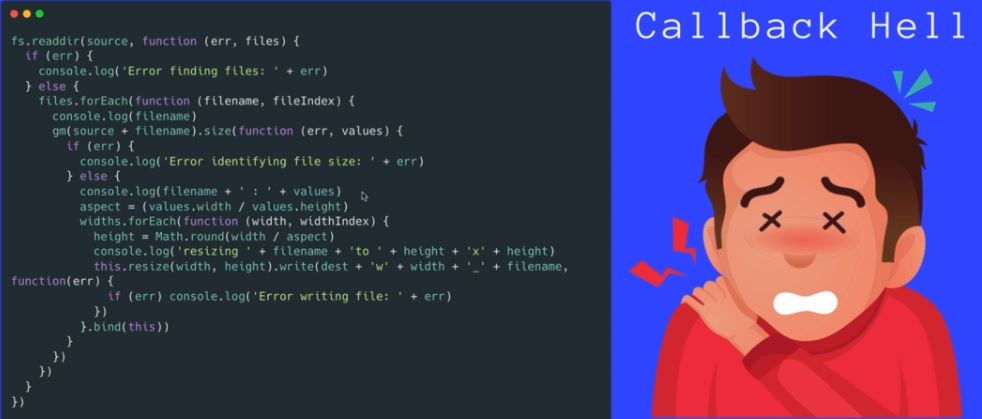 Callback Hell
fs.readdir(source, function (err, files) {
  if (err) {
    console.log('Error finding files: ' + err)
  } else {
    files.forEach(function (filename, fileIndex) {
      console.log(filename)
      gm(source + filename).size(function (err, values) {
        if (err) {
          console.log('Error identifying file size: ' + err)
        } else {
          console.log(filename + ' : ' + values)
          aspect = (values.width / values.height)
          widths.forEach(function (width, widthIndex) {
            height = Math.round(width / aspect)
            console.log('resizing ' + filename + 'to ' + height + 'x' + height)
            this.resize(width, height).write(dest + 'w' + width + '_' + filename,
function(err) {
              if (err) console.log('Error writing file: ' + err)
            })
          }.bind(this))
        }
      })
    })
  }
})